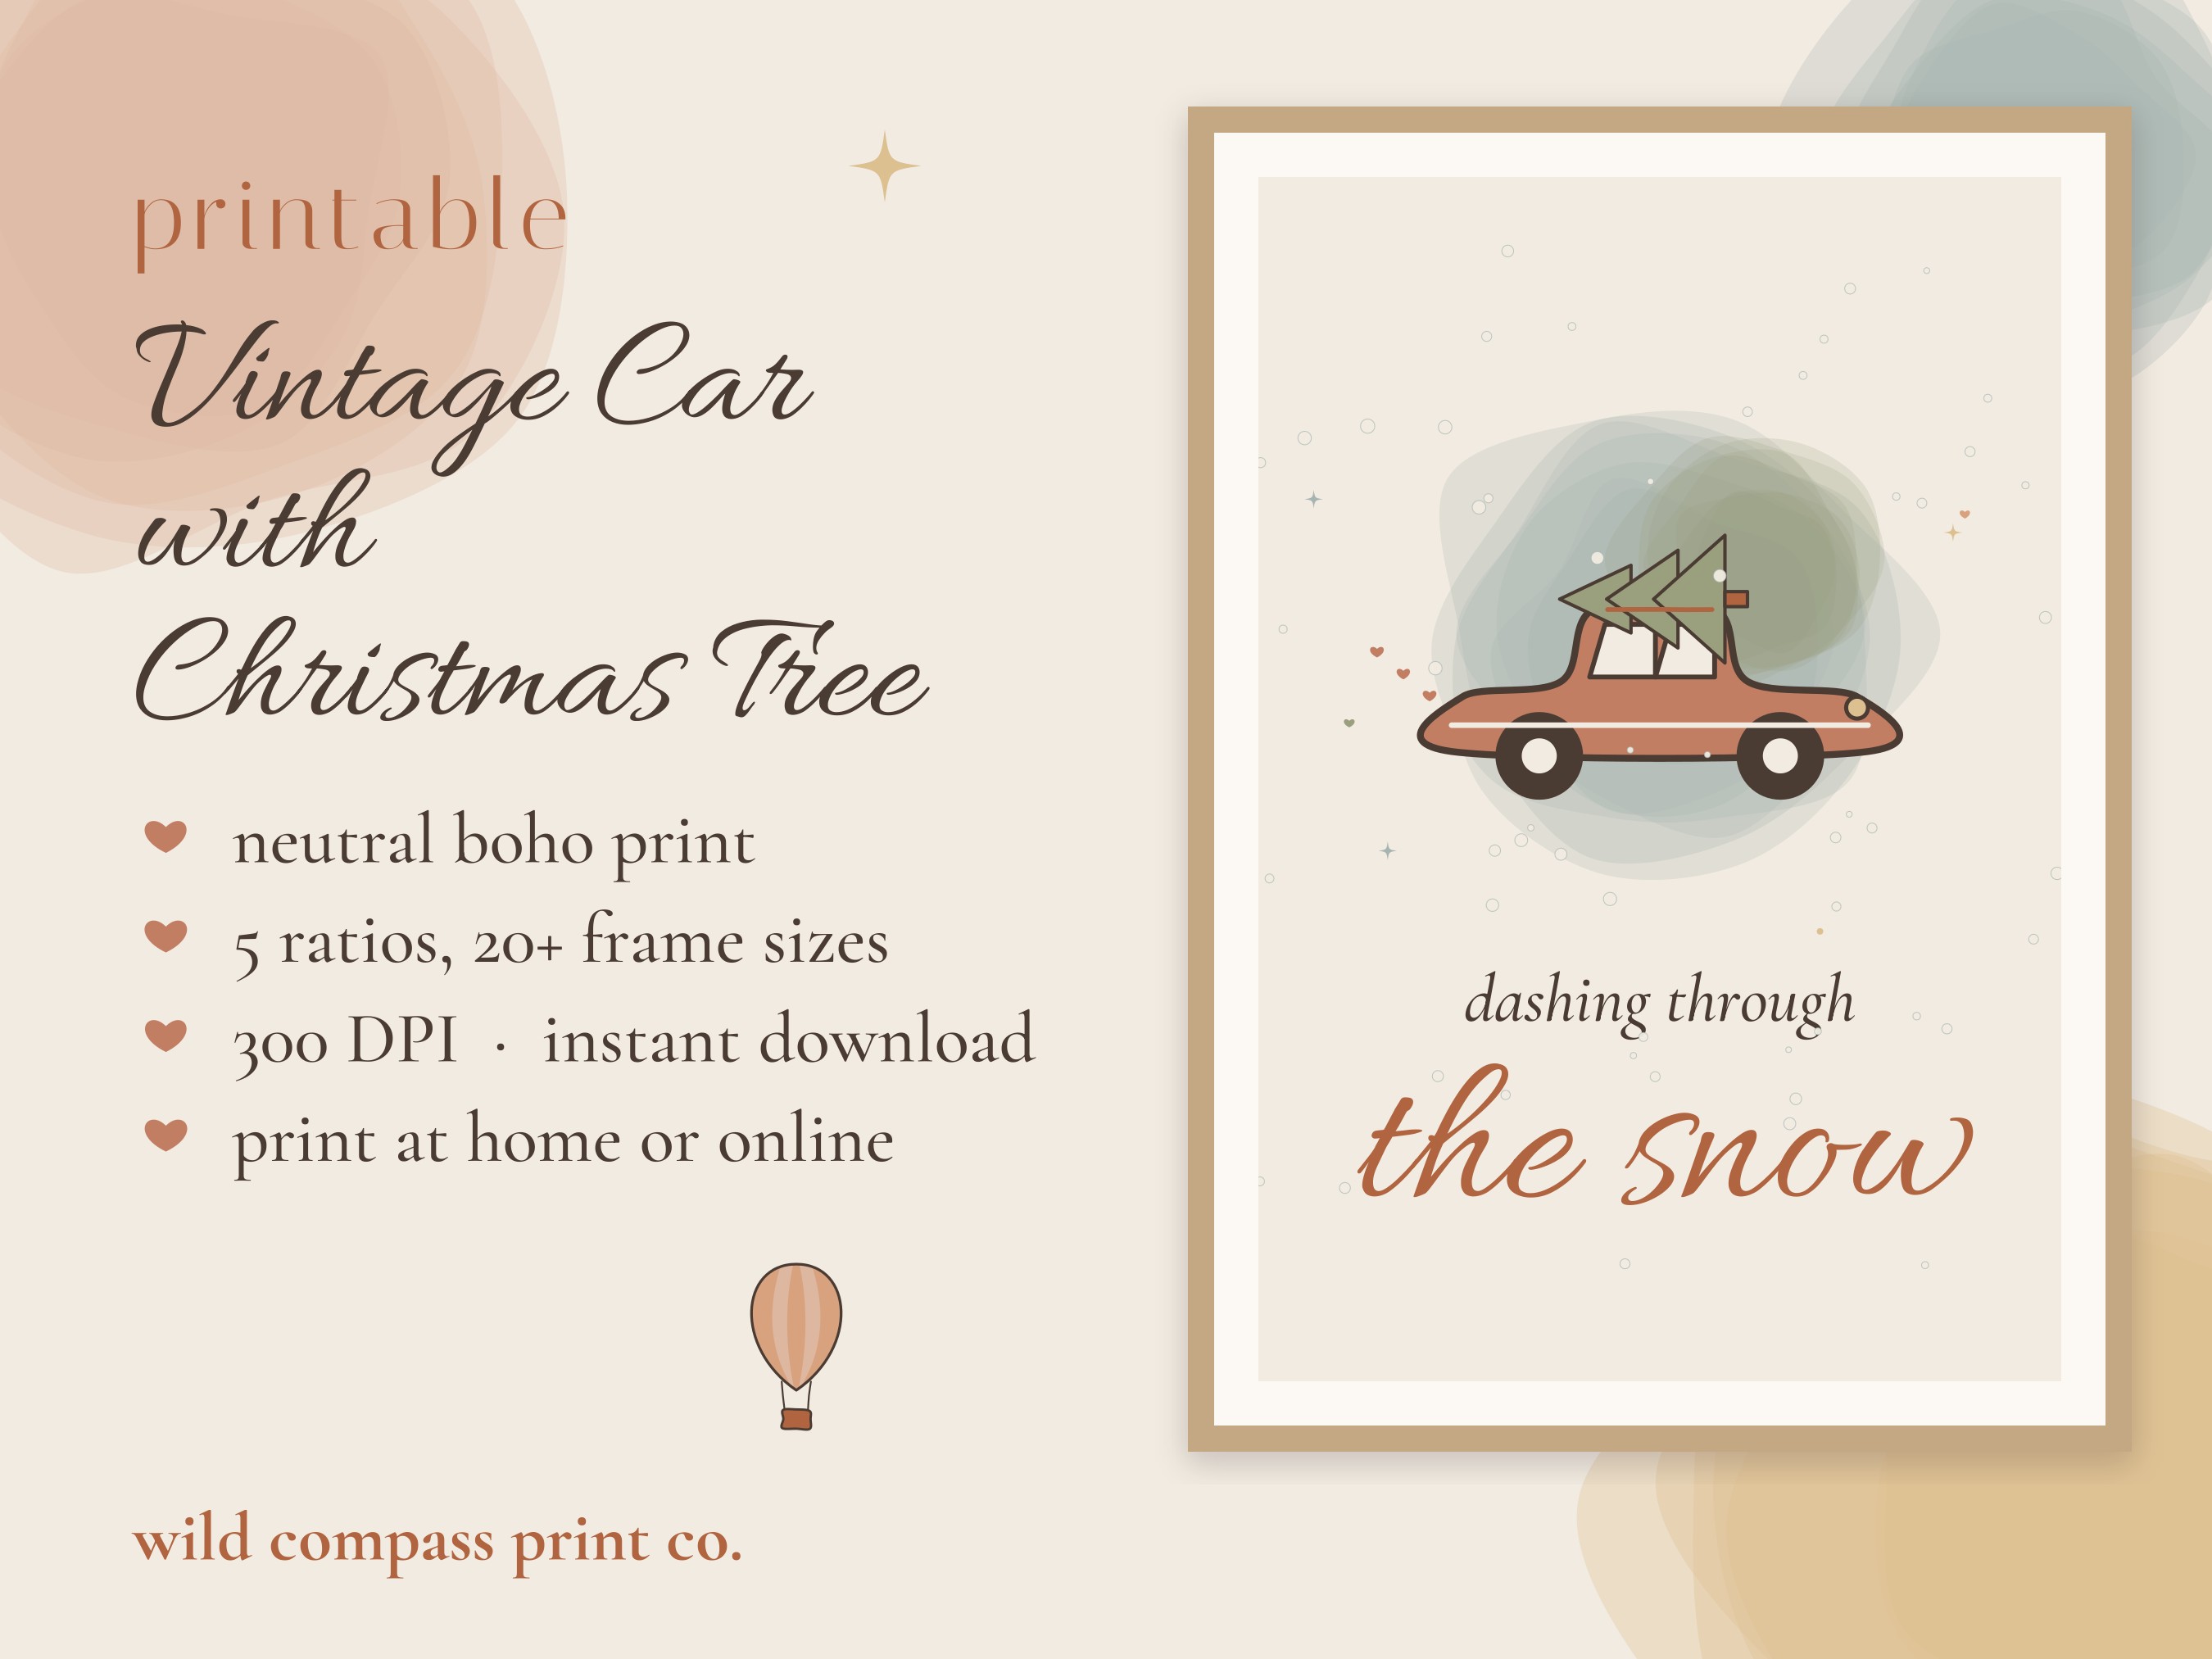 printable
Vintage Car
with
Christmas Tree
neutral boho print
5 ratios, 20+ frame sizes
300 DPI · instant download
print at home or online
wild compass print co.
dashing through
the snow